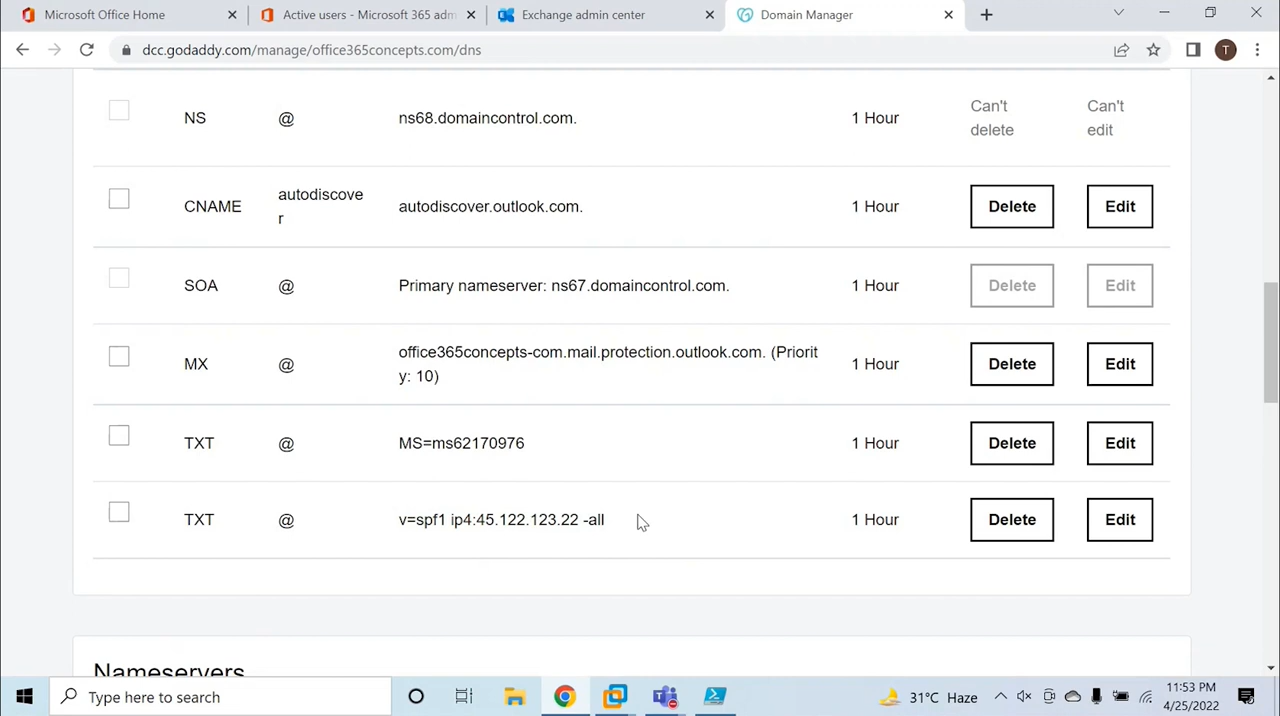 Microsoft Office Home
Active users - Microsoft 365 adm
Exchange admin center
Domain Manager
dcc.godaddy.com/manage/office365concepts.com/dns
T
NS @ ns68.domaincontrol.com. 1 Hour Can't delete Can't edit
CNAME autodiscove
r autodiscover.outlook.com. 1 Hour Delete Edit
SOA @ Primary nameserver: ns67.domaincontrol.com. 1 Hour Delete Edit
MX @ office365concepts-com.mail.protection.outlook.com. (Priorit
y: 10) 1 Hour Delete Edit
TXT @ MS=ms62170976 1 Hour Delete Edit
TXT @ v=spf1 ip4:45.122.123.22 -all 1 Hour Delete Edit
Nameservers
Type here to search
31°C Haze
11:53 PM
4/25/2022